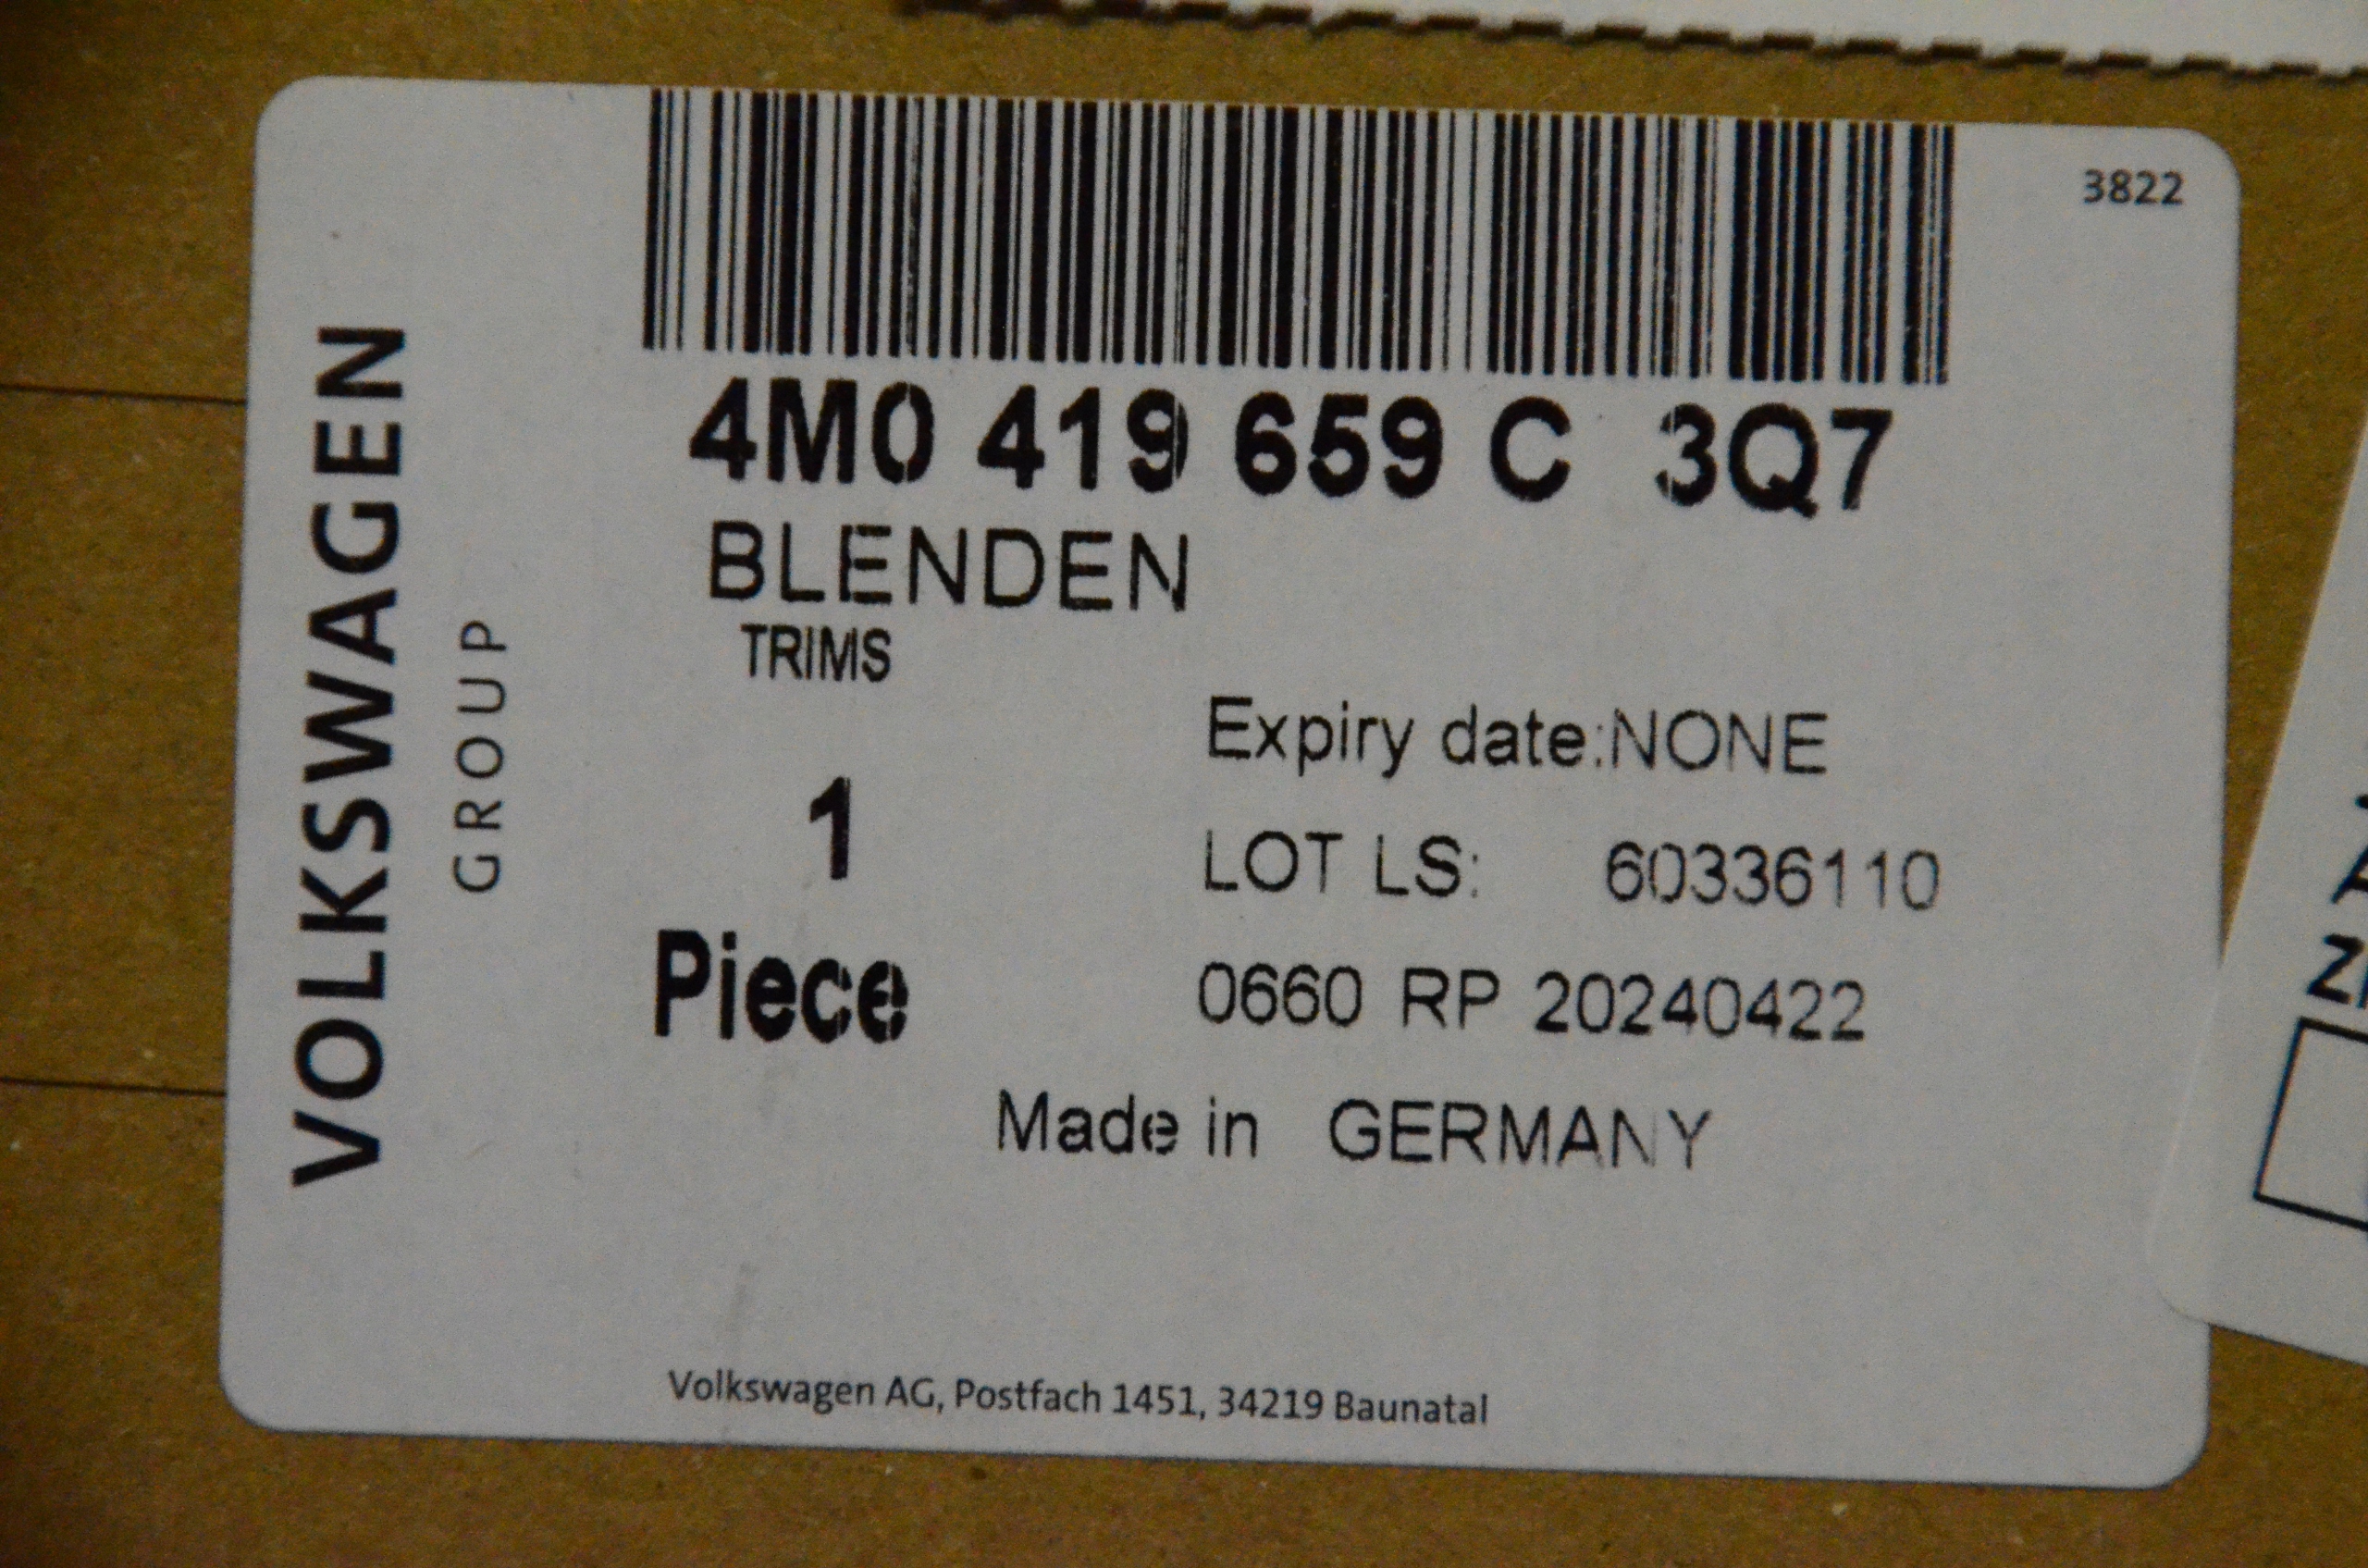 3822
4M0 419 659 C 3Q7
BLENDEN
TRIMS
VOLKSWAGEN
GROUP
Expiry date:NONE
1
LOT LS: 60336110
Piece
0660 RP 20240422
Made in GERMANY
Volkswagen AG, Postfach 1451, 34219 Baunatal